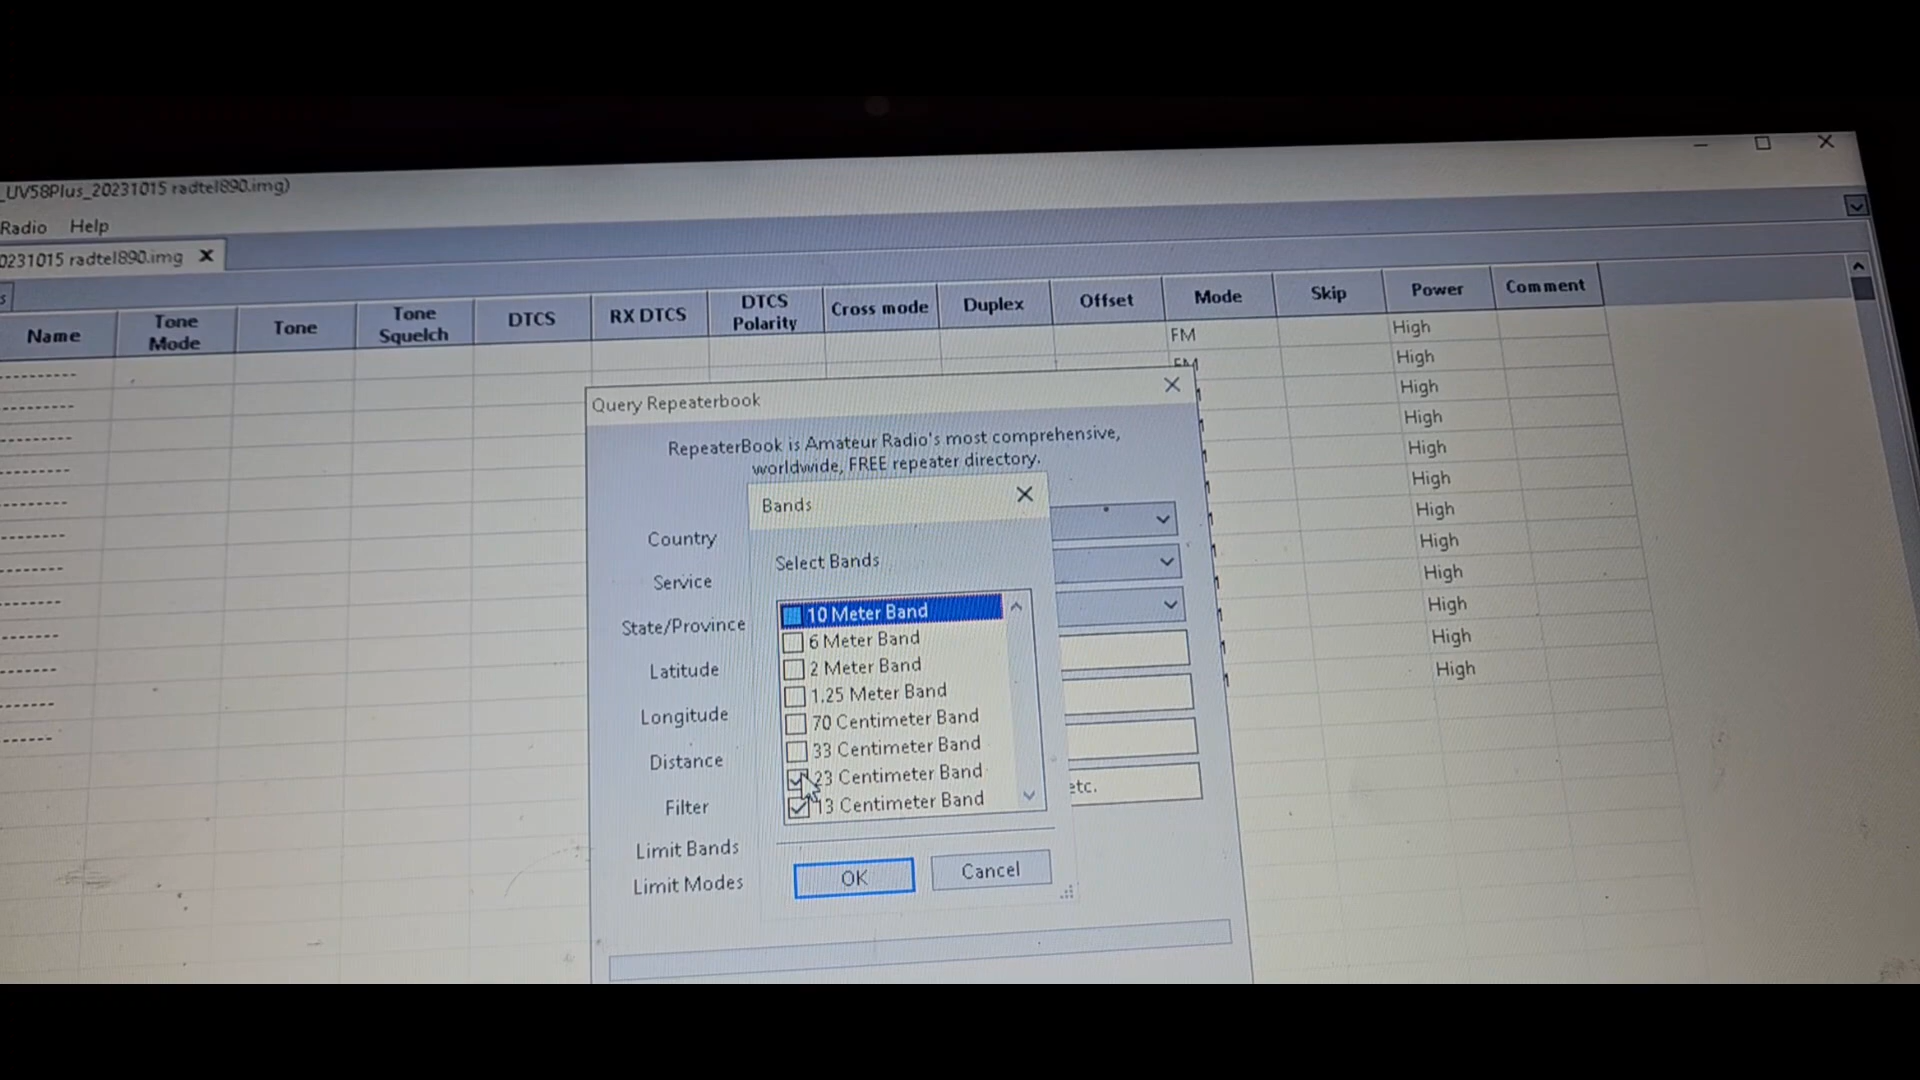 _UV58Plus_20231015 radtel890.img)
Radio Help
0231015 radtel890.img X
s
Name Tone Mode Tone Tone Squelch DTCS RX DTCS DTCS Polarity Cross mode Duplex Offset Mode Skip Power Comment
FM High
FM High
High
High
High
High
High
High
High
High
High
High
Query Repeaterbook
RepeaterBook is Amateur Radio's most comprehensive,
worldwide, FREE repeater directory.
Bands
Select Bands
10 Meter Band
6 Meter Band
2 Meter Band
1.25 Meter Band
70 Centimeter Band
33 Centimeter Band
23 Centimeter Band
13 Centimeter Band
OK Cancel
Country
Service
State/Province
Latitude
Longitude
Distance
Filter
etc.
Limit Bands
Limit Modes